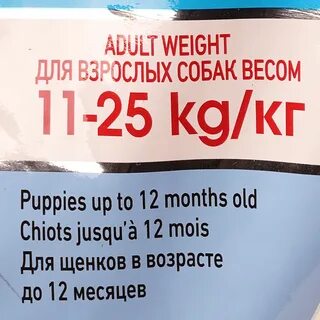 ADULT WEIGHT
ДЛЯ ВЗРОСЛЫХ СОБАК ВЕСОМ
11-25 kg/кг
Puppies up to 12 months old
Chiots jusqu'à 12 mois
Для щенков в возрасте
до 12 месяцев